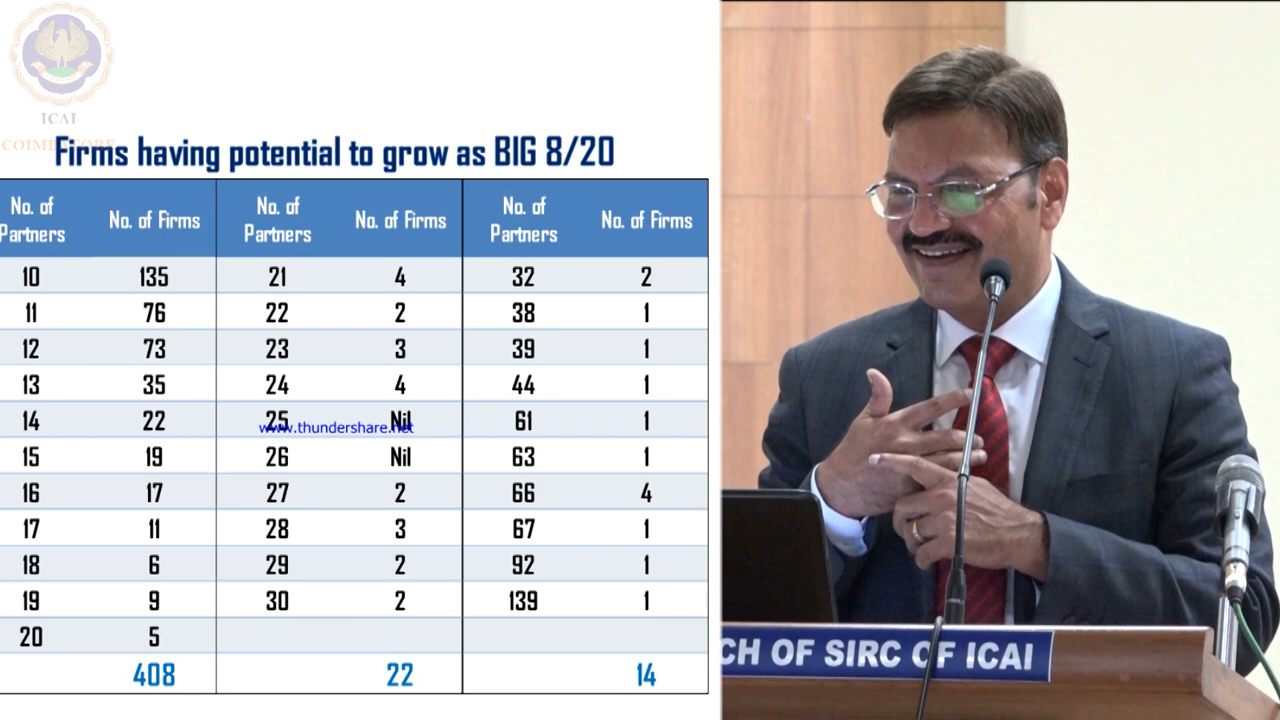 ICAI
COIMBATORE
Firms having potential to grow as BIG 8/20
No. of Partners No. of Firms No. of Partners No. of Firms No. of Partners No. of Firms
10 135 21 4 32 2
11 76 22 2 38 1
12 73 23 3 39 1
13 35 24 4 44 1
14 22 25 Nil 61 1
www.thundershare.net
15 19 26 Nil 63 1
16 17 27 2 66 4
17 11 28 3 67 1
18 6 29 2 92 1
19 9 30 2 139 1
20 5
408 22 14
CH OF SIRC OF ICAI